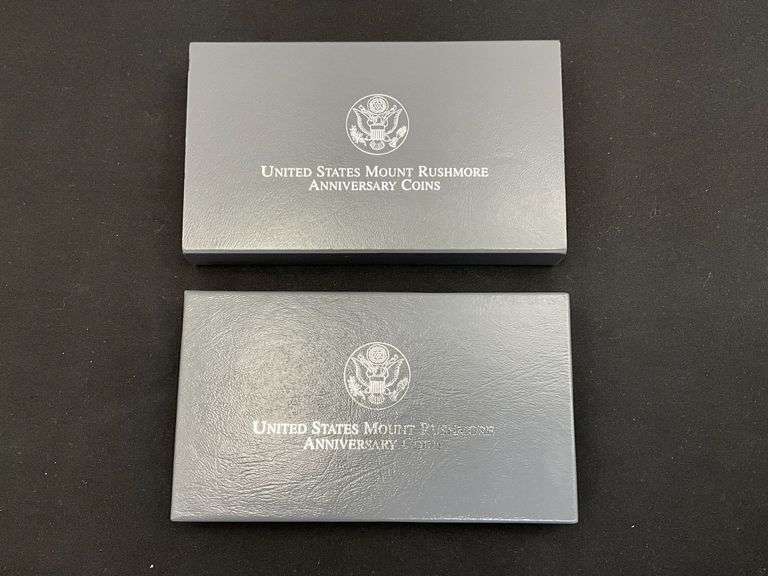 United States Mount Rushmore
Anniversary Coins
United States Mount Rushmore
Anniversary Coins